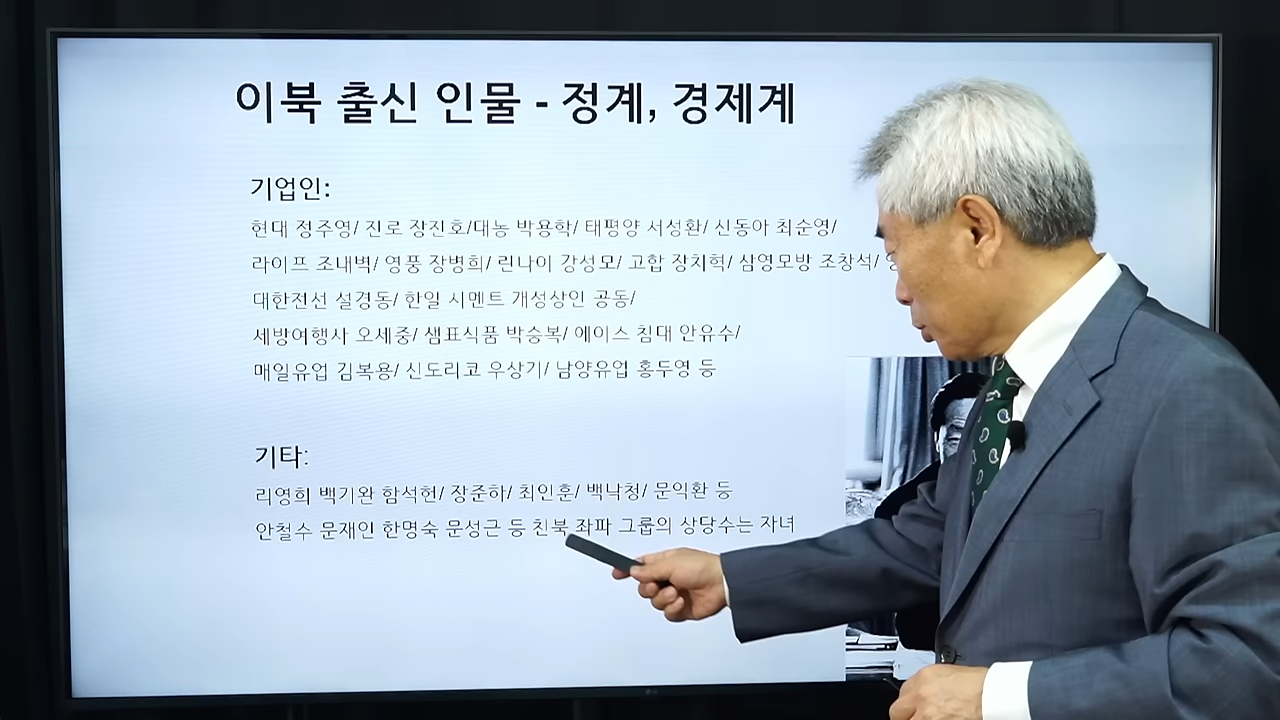 이북 출신 인물 - 정계, 경제계
기업인:
현대 정주영/ 진로 장진호/대농 박용학/ 태평양 서성환/ 신동아 최순영/
라이프 조내벽/ 영풍 장병희/ 린나이 강성모/ 고합 장치혁/ 삼영모방 조창석/
대한전선 설경동/ 한일 시멘트 개성상인 공동/
세방여행사 오세중/ 샘표식품 박승복/ 에이스 침대 안유수/
매일유업 김복용/ 신도리코 우상기/ 남양유업 홍두영 등
기타:
리영희 백기완 함석헌/ 장준하/ 최인훈/ 백낙청/ 문익환 등
안철수 문재인 한명숙 문성근 등 친북 좌파 그룹의 상당수는 자녀
LG